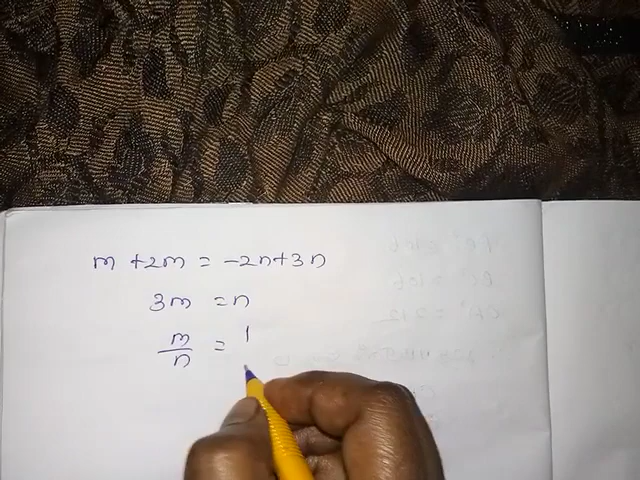 m + 2m = -2n + 3n
3m = n
m/n = 1